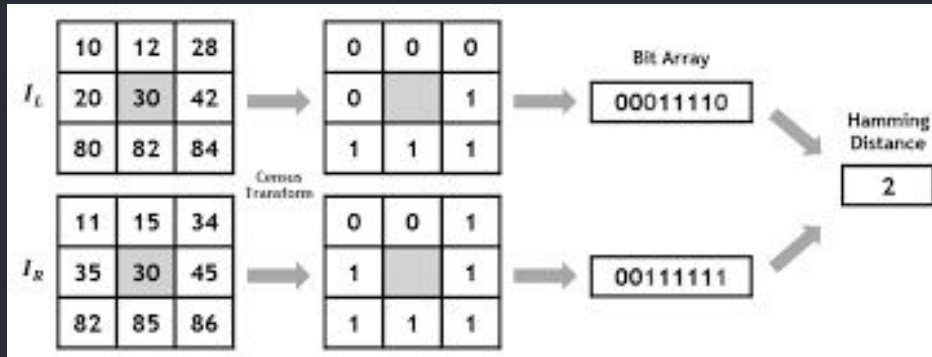 10 12 28
I_L 20 30 42
80 82 84
0 0 0
0 1
1 1 1
Bit Array
00011110
Census
Transform
11 15 34
I_R 35 30 45
82 85 86
0 0 1
1 1
1 1 1
00111111
Hamming
Distance
2